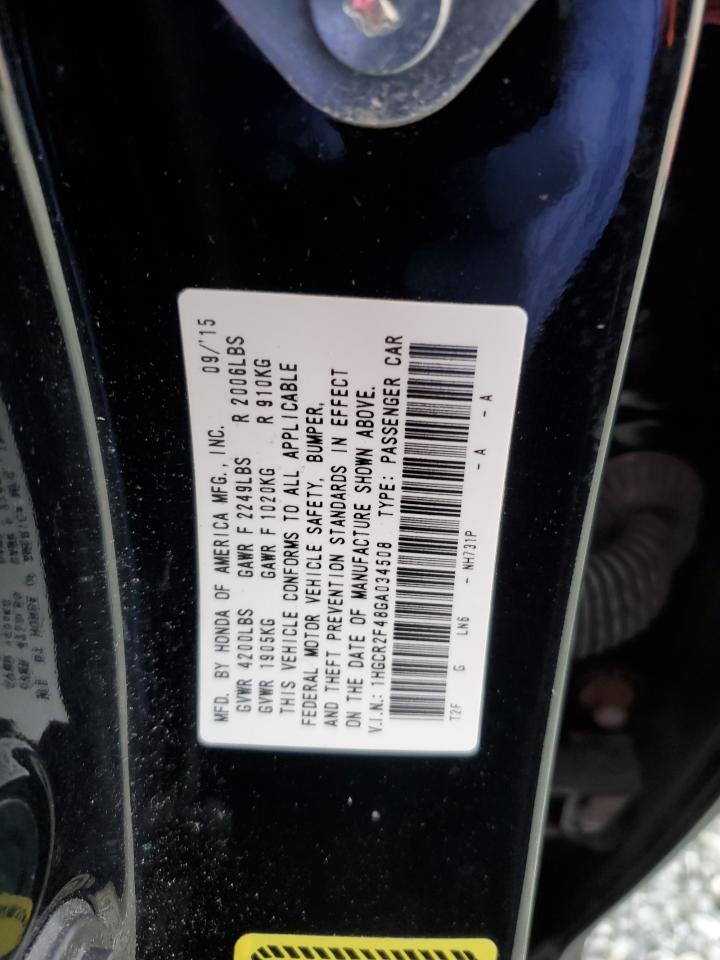 MFD. BY HONDA OF AMERICA MFG., INC. 09/'15
GVWR 4200LBS GAWR F 2249LBS R 2006LBS
GVWR 1905KG GAWR F 1020KG R 910KG
THIS VEHICLE CONFORMS TO ALL APPLICABLE
FEDERAL MOTOR VEHICLE SAFETY, BUMPER,
AND THEFT PREVENTION STANDARDS IN EFFECT
ON THE DATE OF MANUFACTURE SHOWN ABOVE.
V.I.N.: 1HGCR2F48GA034508 TYPE: PASSENGER CAR
T2F G LN6 - NH731P - A - A